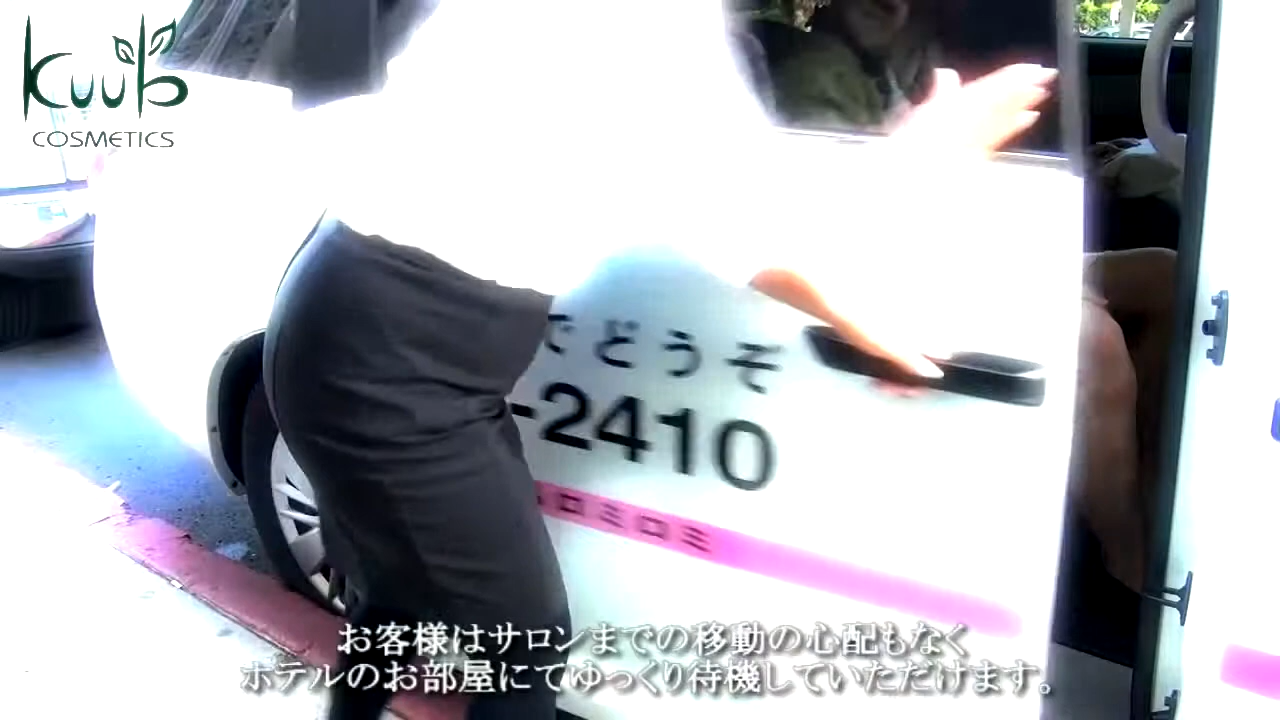 Kuub
COSMETICS
でどうぞ
-2410
ロミロミ
お客様はサロンまでの移動の心配もなく
ホテルのお部屋にてゆっくり待機していただけます。